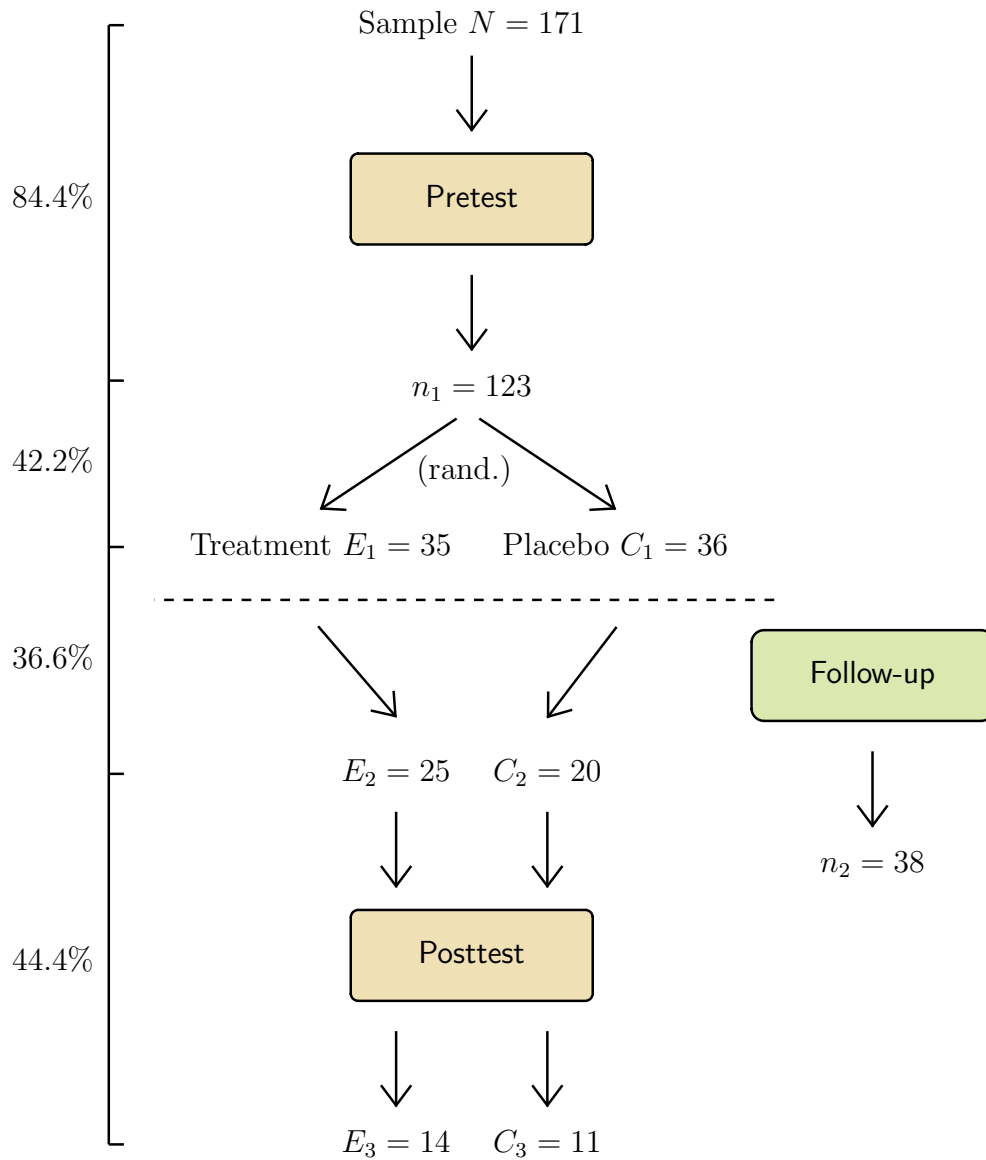 Sample N = 171
84.4%
Pretest
n₁ = 123
42.2%
(rand.)
Treatment E₁ = 35 Placebo C₁ = 36
36.6%
Follow-up
E₂ = 25 C₂ = 20
n₂ = 38
44.4%
Posttest
E₃ = 14 C₃ = 11